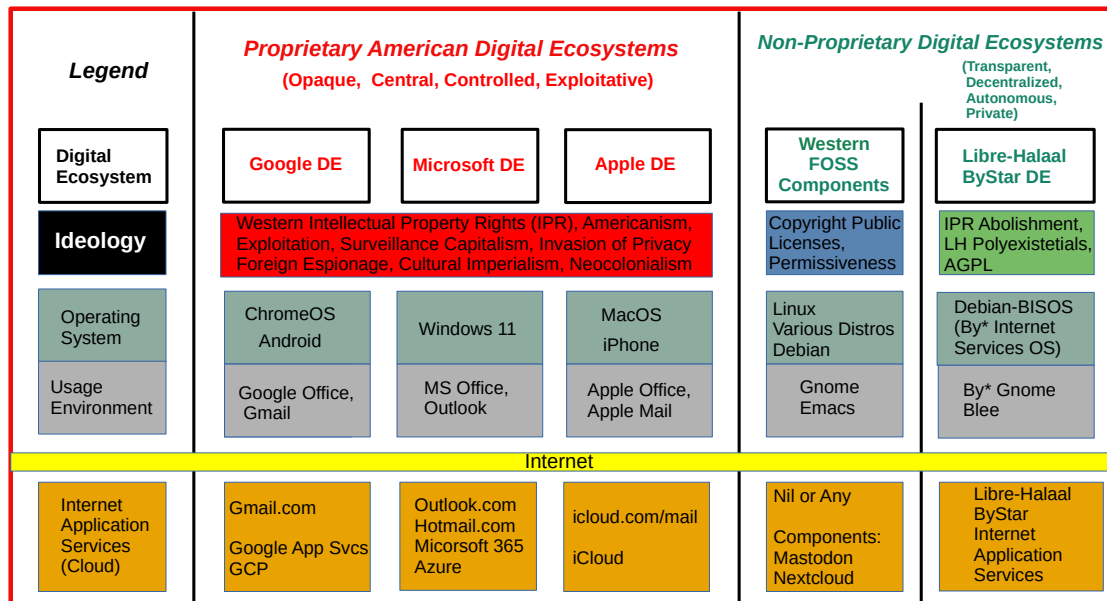 Legend
Proprietary American Digital Ecosystems
(Opaque, Central, Controlled, Exploitative)
Non-Proprietary Digital Ecosystems
(Transparent,
Decentralized,
Autonomous,
Private)
Digital
Ecosystem
Google DE
Microsoft DE
Apple DE
Western
FOSS
Components
Libre-Halaal
ByStar DE
Ideology
Western Intellectual Property Rights (IPR), Americanism,
Exploitation, Surveillance Capitalism, Invasion of Privacy
Foreign Espionage, Cultural Imperialism, Neocolonialism
Copyright Public
Licenses,
Permissiveness
IPR Abolishment,
LH Polyexistetials,
AGPL
Operating
System
ChromeOS
Android
Windows 11
MacOS
iPhone
Linux
Various Distros
Debian
Debian-BISOS
(By* Internet
Services OS)
Usage
Environment
Google Office,
Gmail
MS Office,
Outlook
Apple Office,
Apple Mail
Gnome
Emacs
By* Gnome
Blee
Internet
Internet
Application
Services
(Cloud)
Gmail.com
Google App Svcs
GCP
Outlook.com
Hotmail.com
Micorsoft 365
Azure
icloud.com/mail
iCloud
Nil or Any
Components:
Mastodon
Nextcloud
Libre-Halaal
ByStar
Internet
Application
Services